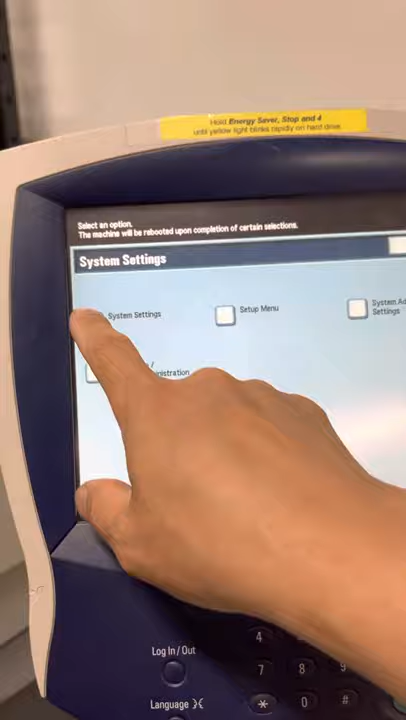 Hold Energy Saver, Stop and 4
until yellow light blinks rapidly on hard drive.
Select an option.
The machine will be rebooted upon completion of certain selections.
System Settings
System Settings
Setup Menu
System Ad
Settings
/
inistration
Log In / Out
Language
4
7
8
9
*
0
#